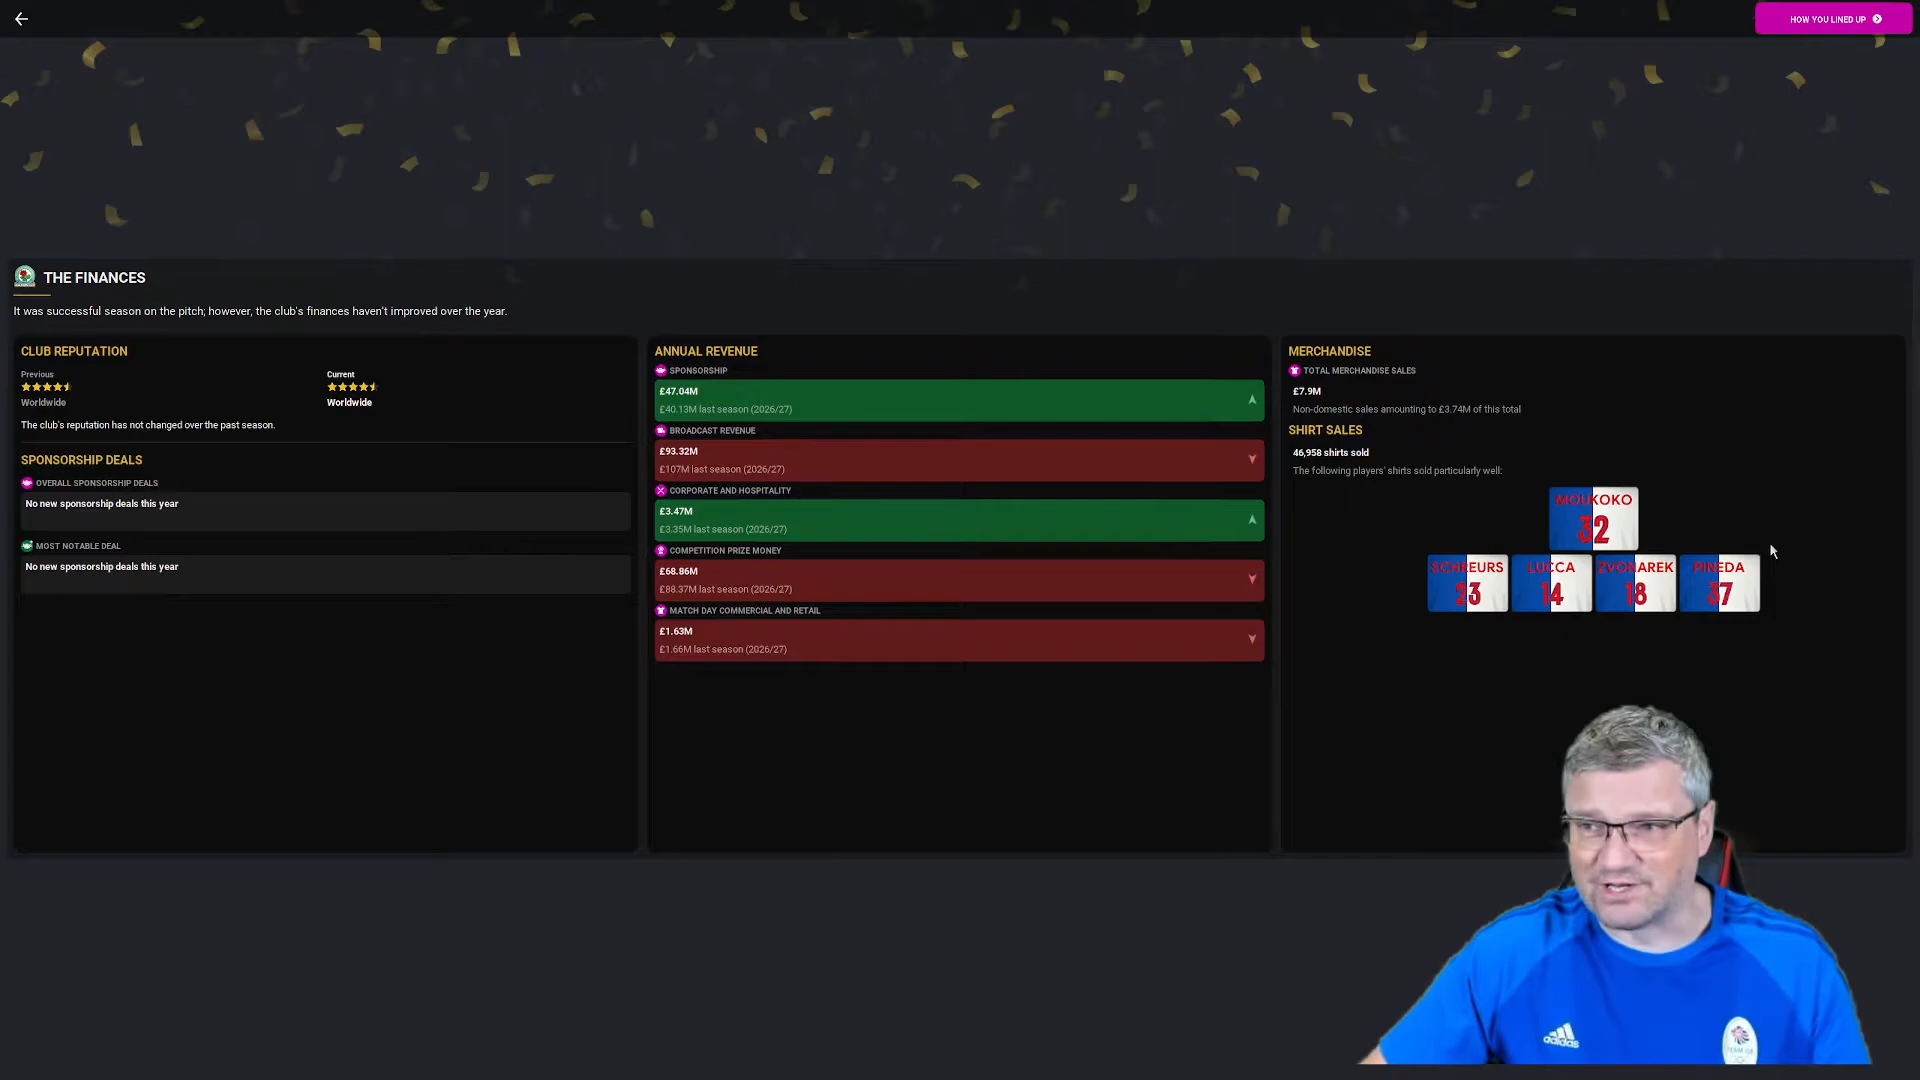 HOW YOU LINED UP
THE FINANCES
It was successful season on the pitch; however, the club's finances haven't improved over the year.
CLUB REPUTATION
Previous
Current
Worldwide
Worldwide
The club's reputation has not changed over the past season.
SPONSORSHIP DEALS
OVERALL SPONSORSHIP DEALS
No new sponsorship deals this year
MOST NOTABLE DEAL
No new sponsorship deals this year
ANNUAL REVENUE
SPONSORSHIP
£47.04M
£40.13M last season (2026/27)
BROADCAST REVENUE
£93.32M
£107M last season (2026/27)
CORPORATE AND HOSPITALITY
£3.47M
£3.35M last season (2026/27)
COMPETITION PRIZE MONEY
£68.86M
£88.37M last season (2026/27)
MATCH DAY COMMERCIAL AND RETAIL
£1.63M
£1.66M last season (2026/27)
MERCHANDISE
TOTAL MERCHANDISE SALES
£7.9M
Non-domestic sales amounting to £3.74M of this total
SHIRT SALES
46,958 shirts sold
The following players' shirts sold particularly well:
MOUKOKO
32
SCHEURS LUCCA ZVONAREK PINEDA
23 14 18 37
adidas
TEAM GB